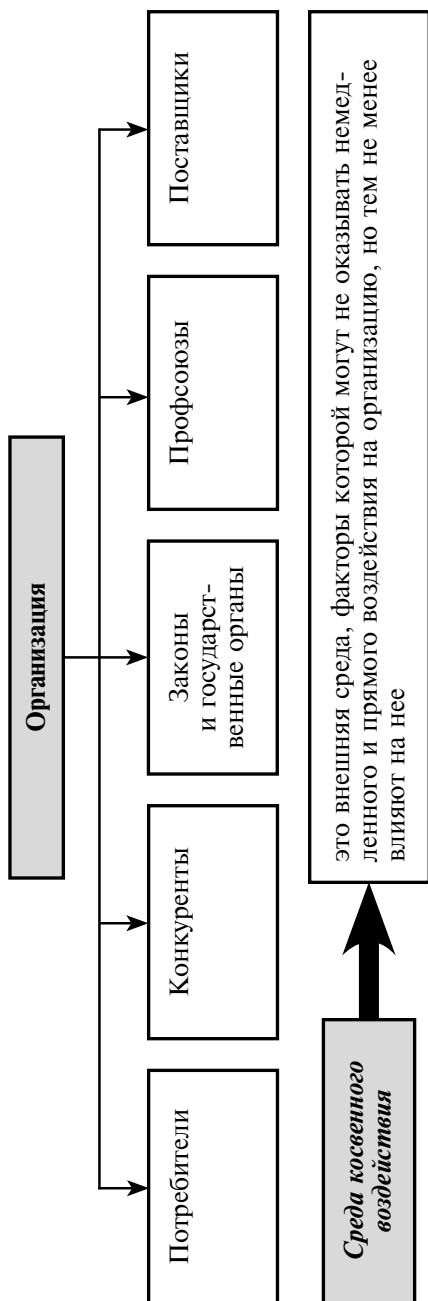 Организация
Потребители
Конкуренты
Законы
и государст-
венные органы
Профсоюзы
Поставщики
Среда косвенного
воздействия
это внешняя среда, факторы которой могут не оказывать немед-
ленного и прямого воздействия на организацию, но тем не менее
влияют на нее